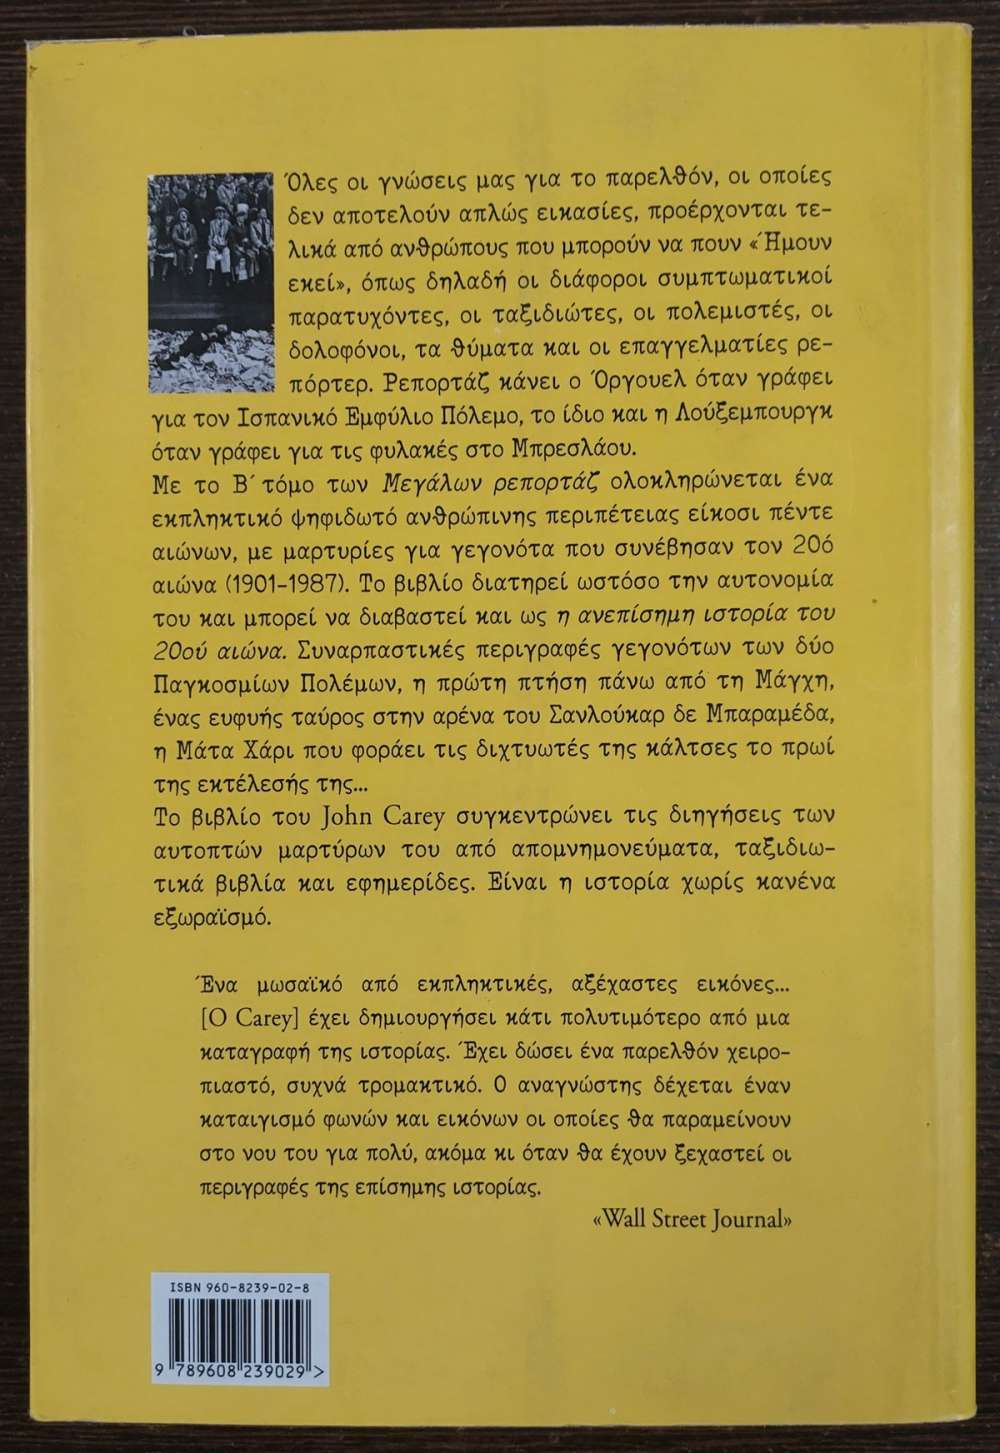 Όλες οι γνώσεις μας για το παρελθόν, οι οποίες
δεν αποτελούν απλώς εικασίες, προέρχονται τε-
λικά από ανθρώπους που μπορούν να πουν «Ήμουν
εκεί», όπως δηλαδή οι διάφοροι συμπτωματικοί
παρατυχόντες, οι ταξιδιώτες, οι πολεμιστές, οι
δολοφόνοι, τα θύματα και οι επαγγελματίες ρε-
πόρτερ. Ρεπορτάζ κάνει ο Όργουελ όταν γράφει
για τον Ισπανικό Εμφύλιο Πόλεμο, το ίδιο και η Λούξεμπουργκ
όταν γράφει για τις φυλακές στο Μπρεσλάου.
Με το Β΄ τόμο των Μεγάλων ρεπορτάζ ολοκληρώνεται ένα
εκπληκτικό ψηφιδωτό ανθρώπινης περιπέτειας είκοσι πέντε
αιώνων, με μαρτυρίες για γεγονότα που συνέβησαν τον 20ό
αιώνα (1901-1987). Το βιβλίο διατηρεί ωστόσο την αυτονομία
του και μπορεί να διαβαστεί και ως η ανεπίσημη ιστορία του
20ού αιώνα. Συναρπαστικές περιγραφές γεγονότων των δύο
Παγκοσμίων Πολέμων, η πρώτη πτήση πάνω από τη Μάγχη,
ένας ευφυής ταύρος στην αρένα του Σανλούκαρ δε Μπαραμέδα,
η Μάτα Χάρι που φοράει τις διχτυωτές της κάλτσες το πρωί
της εκτέλεσής της...
Το βιβλίο του John Carey συγκεντρώνει τις διηγήσεις των
αυτοπτών μαρτύρων του από απομνημονεύματα, ταξιδιω-
τικά βιβλία και εφημερίδες. Είναι η ιστορία χωρίς κανένα
εξωραϊσμό.
Ένα μωσαϊκό από εκπληκτικές, αξέχαστες εικόνες...
[Ο Carey] έχει δημιουργήσει κάτι πολυτιμότερο από μια
καταγραφή της ιστορίας. Έχει δώσει ένα παρελθόν χειρο-
πιαστό, συχνά τρομακτικό. Ο αναγνώστης δέχεται έναν
καταιγισμό φωνών και εικόνων οι οποίες θα παραμείνουν
στο νου του για πολύ, ακόμα κι όταν θα έχουν ξεχαστεί οι
περιγραφές της επίσημης ιστορίας.
«Wall Street Journal»
ISBN 960-8239-02-8
9 789608 239029 >